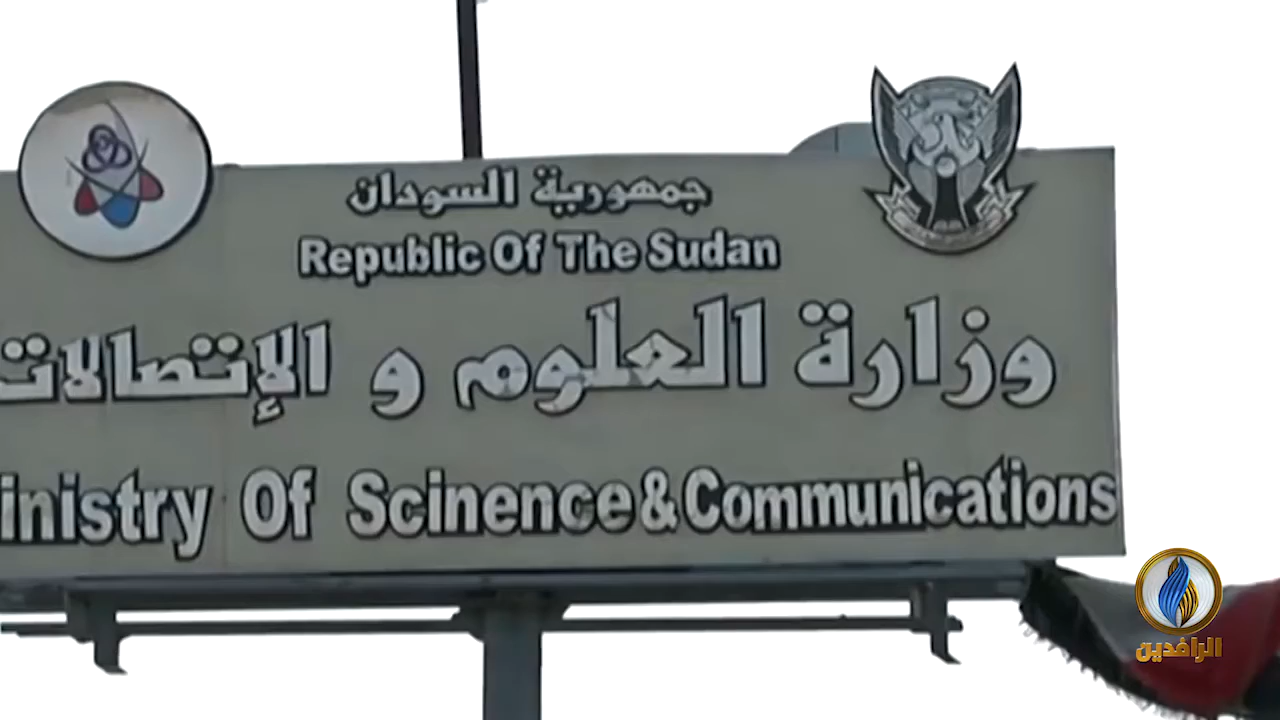 جمهورية السودان
Republic Of The Sudan
وزارة العلوم و الإتصالات
inistry Of Scinence & Communications
الرافدين